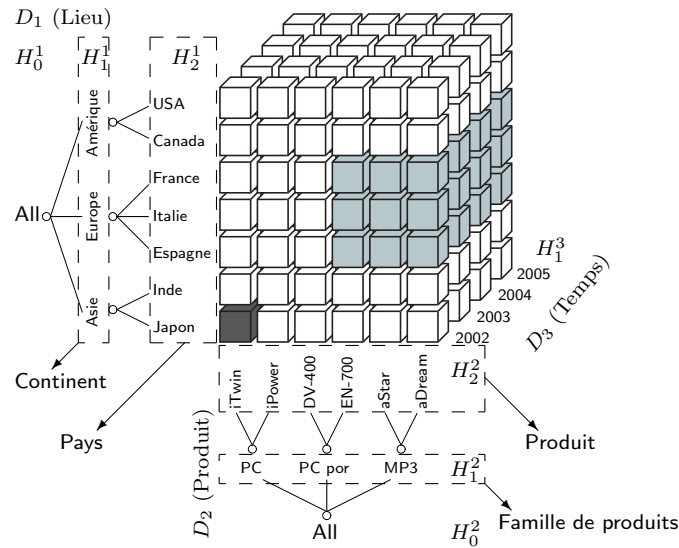 D₁ (Lieu)
H₀¹ H₁¹ H₂¹
Amérique
USA
Canada
All
Europe
France
Italie
Espagne
Asie
Inde
Japon
Continent
Pays
H₁³
2005
2004
2003
2002
D₃ (Temps)
D₂ (Produit)
iTwin iPower DV-400 EN-700 aStar aDream H₂²
Produit
PC PC por MP3 H₁²
Famille de produits
All
H₀²